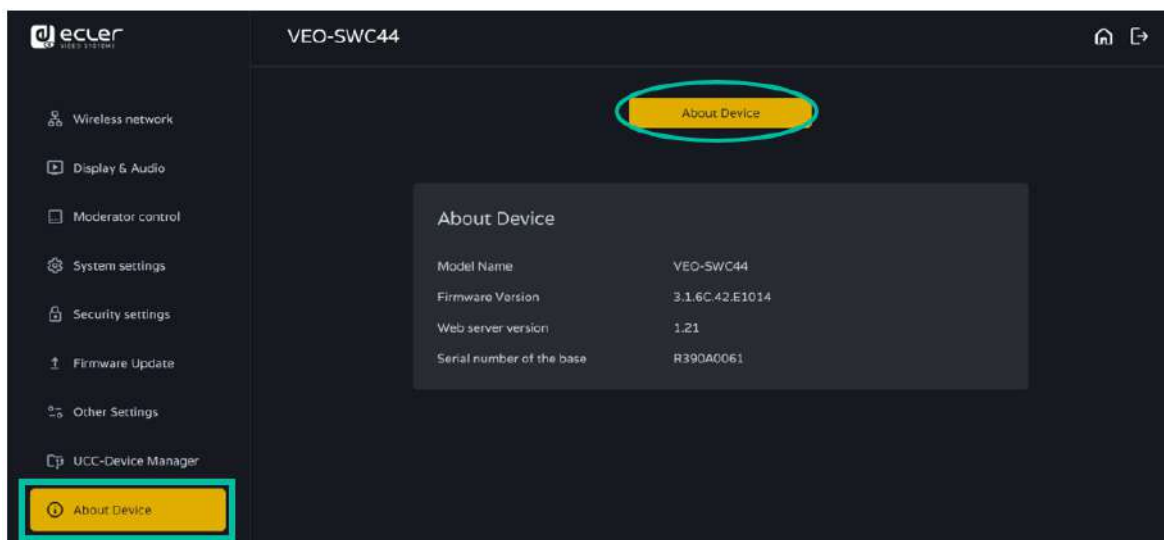 ecler
VIDEO SYSTEMS
VEO-SWC44
Wireless network
Display & Audio
Moderator control
System settings
Security settings
Firmware Update
Other Settings
UCC-Device Manager
About Device
About Device
About Device
Model Name VEO-SWC44
Firmware Version 3.1.6C.42.E1014
Web server version 1.21
Serial number of the base R390A0061